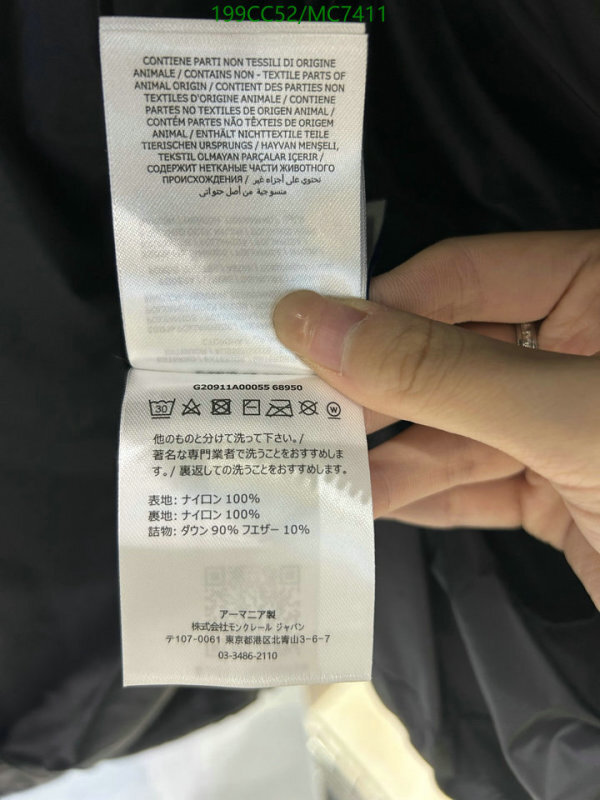 199CC52/MC7411
CONTIENE PARTI NON TESSILI DI ORIGINE
ANIMALE / CONTAINS NON - TEXTILE PARTS OF
ANIMAL ORIGIN / CONTIENT DES PARTIES NON
TEXTILES D'ORIGINE ANIMALE / CONTIENE
PARTES NO TEXTILES DE ORIGEN ANIMAL /
CONTÉM PARTES NÃO TÊXTEIS DE ORIGEM
ANIMAL / ENTHÄLT NICHTTEXTILE TEILE
TIERISCHEN URSPRUNGS / HAYVAN MENŞELİ,
TEKSTIL OLMAYAN PARÇALAR IÇERIR /
СОДЕРЖИТ НЕТКАНЫЕ ЧАСТИ ЖИВОТНОГО
ПРОИСХОЖДЕНИЯ / تحتوي على أجزاء غير
منسوجية من أصل حيواني
G20911A00055 68950
30 W
他のものと分けて洗って下さい。/
著名な専門業者で洗うことをおすすめしま
す。/ 裏返しての洗うことをおすすめします。
表地: ナイロン 100%
裏地: ナイロン 100%
詰物: ダウン 90% フエザー 10%
アーマニア製
株式会社モンクレール ジャパン
〒107-0061 東京都港区北青山3-6-7
03-3486-2110